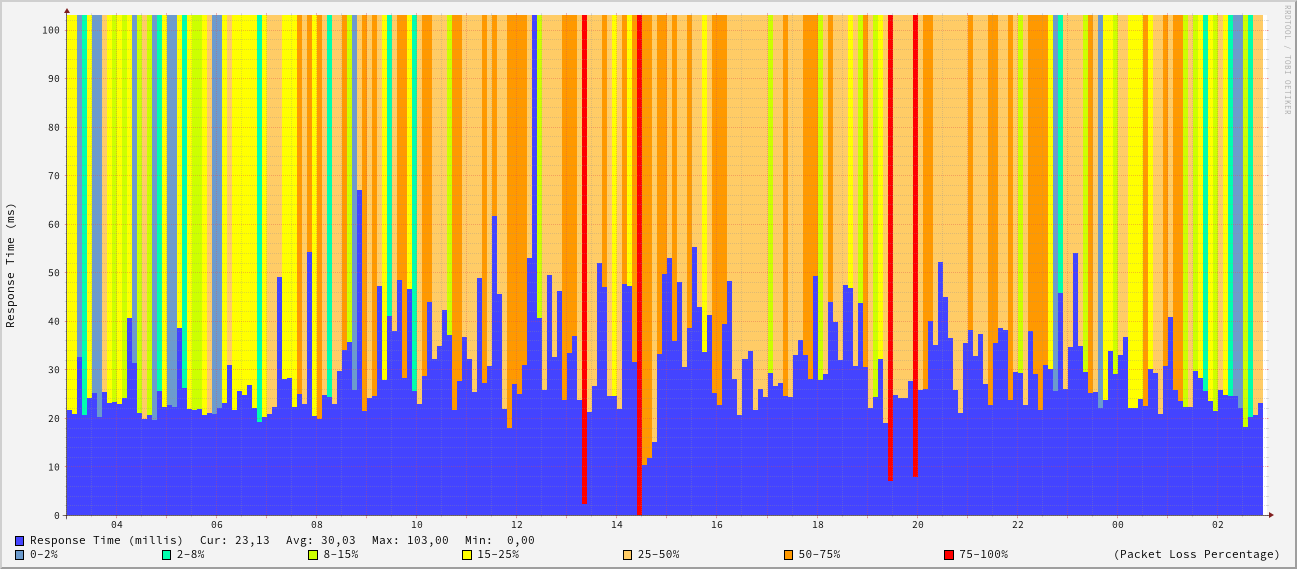 RRDTOOL / TOBI OETIKER
Response Time (ms)
100
90
80
70
60
50
40
30
20
10
0
04 06 08 10 12 14 16 18 20 22 00 02
Response Time (millis) Cur: 23,13 Avg: 30,03 Max: 103,00 Min: 0,00
0-2% 2-8% 8-15% 15-25% 25-50% 50-75% 75-100% (Packet Loss Percentage)